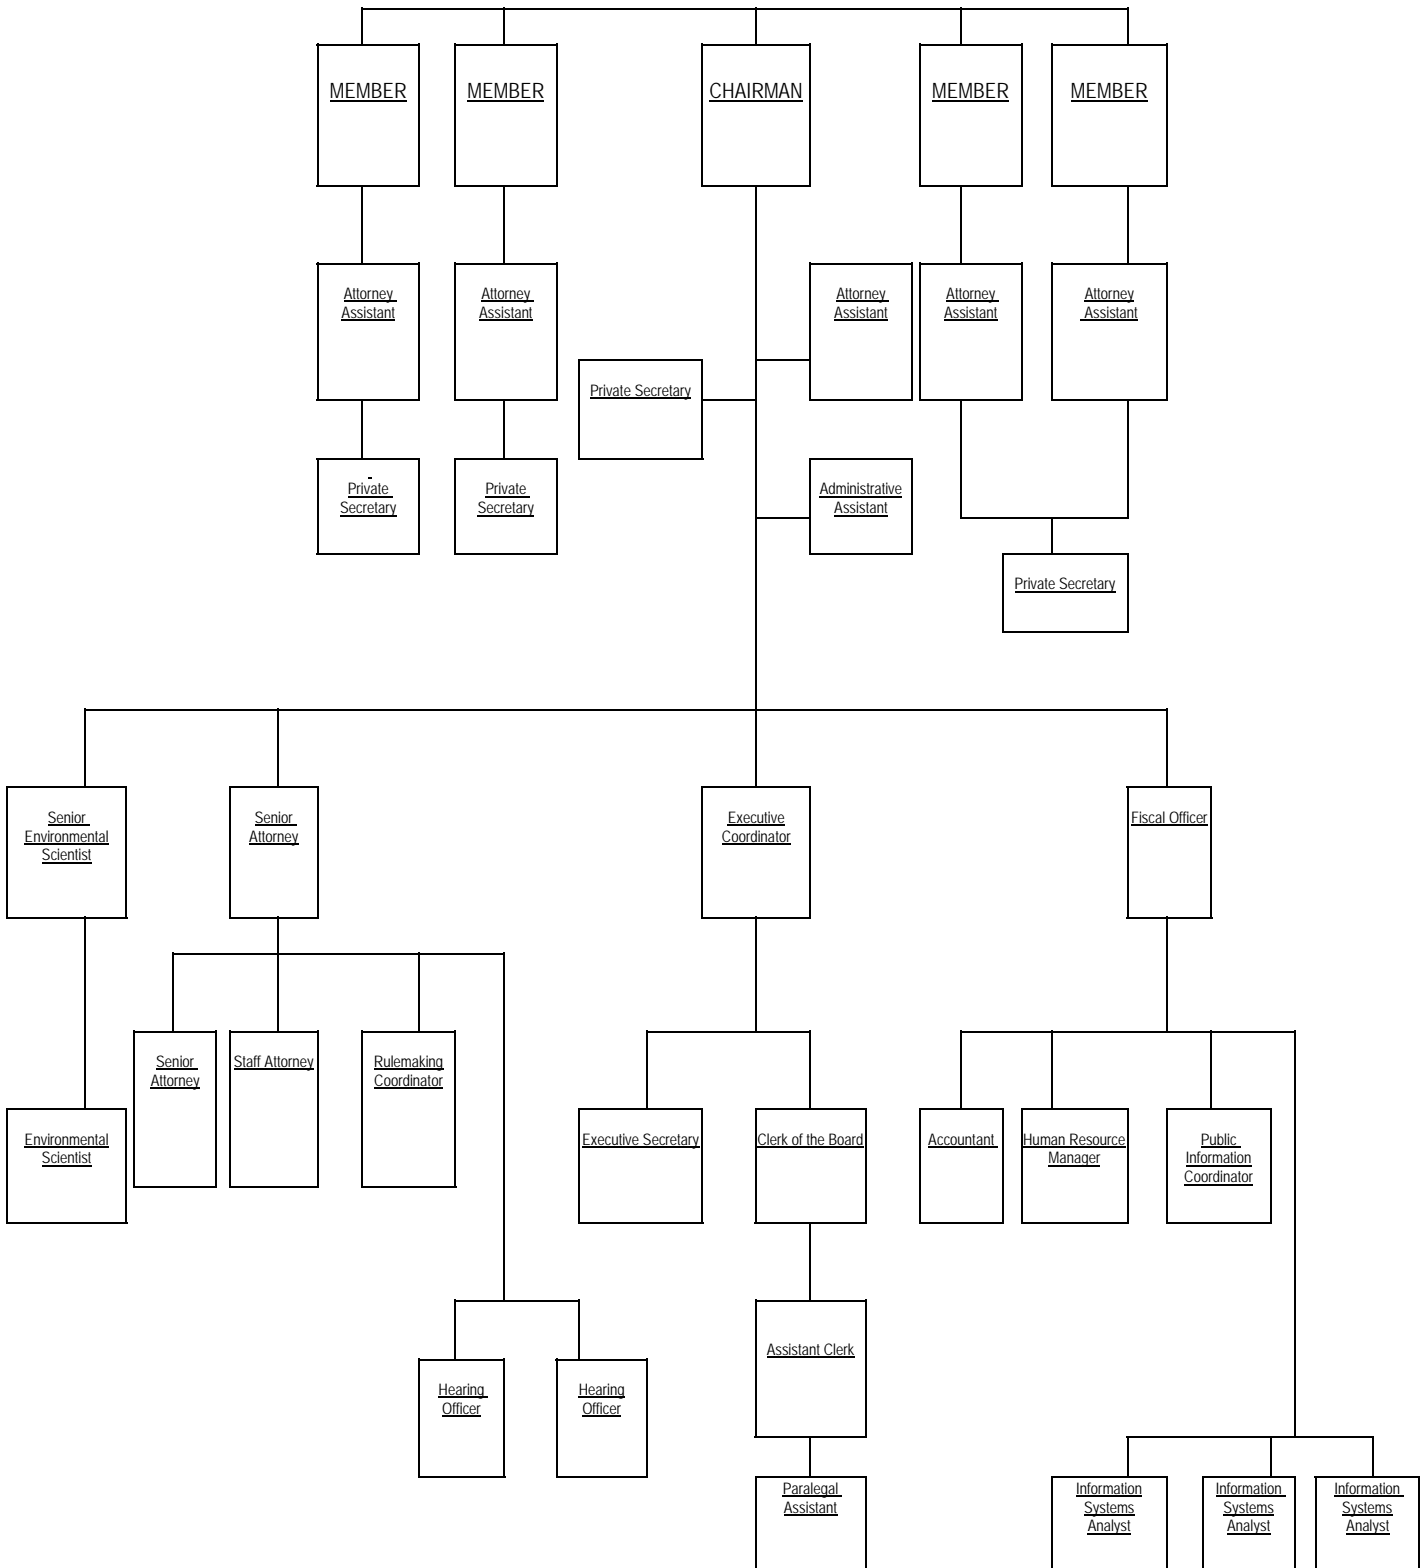 MEMBER
MEMBER
CHAIRMAN
MEMBER
MEMBER
Attorney
Assistant
Attorney
Assistant
Attorney
Assistant
Attorney
Assistant
Attorney
Assistant
Private Secretary
Private
Secretary
Private
Secretary
Administrative
Assistant
Private Secretary
Senior
Environmental
Scientist
Senior
Attorney
Executive
Coordinator
Fiscal Officer
Senior
Attorney
Staff Attorney
Rulemaking
Coordinator
Environmental
Scientist
Executive Secretary
Clerk of the Board
Accountant
Human Resource
Manager
Public
Information
Coordinator
Assistant Clerk
Hearing
Officer
Hearing
Officer
Paralegal
Assistant
Information
Systems
Analyst
Information
Systems
Analyst
Information
Systems
Analyst